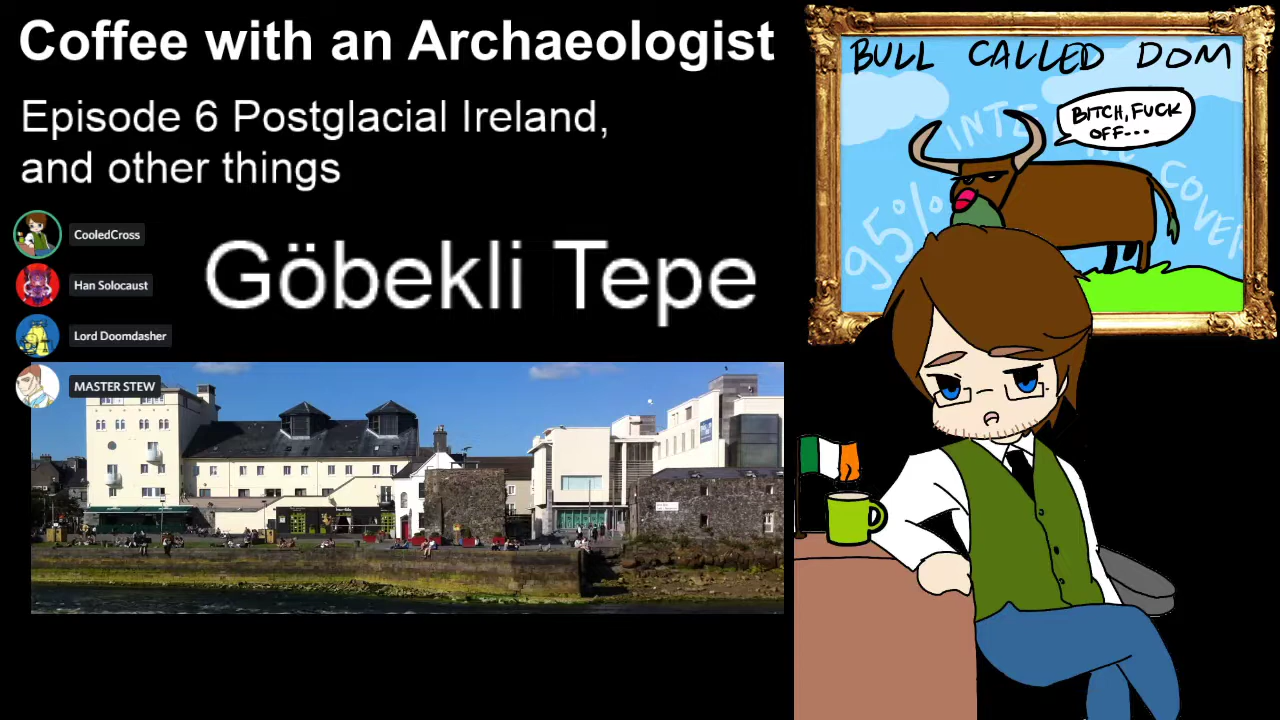 Coffee with an Archaeologist
Episode 6 Postglacial Ireland,
and other things
CooledCross
Han Solocaust
Lord Doomdasher
MASTER STEW
Göbekli Tepe
BULL CALLED DOM
BITCH, FUCK
OFF---
95%